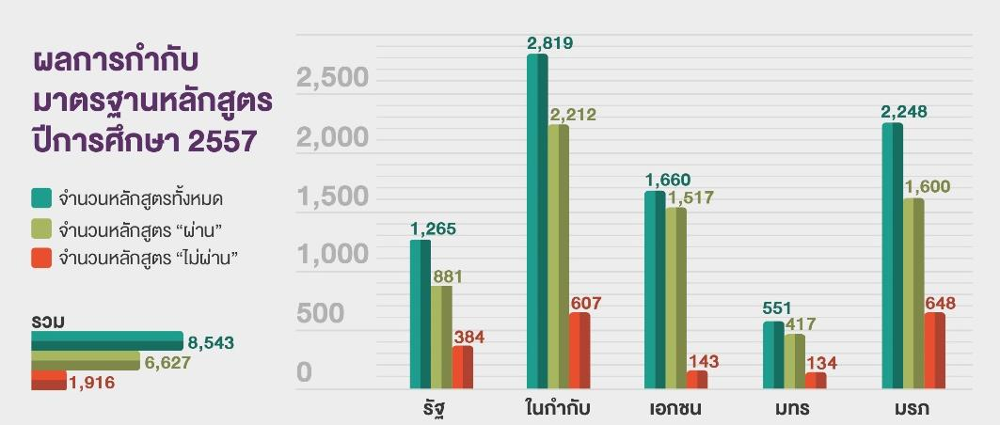 ผลการกำกับ
มาตรฐานหลักสูตร
ปีการศึกษา 2557
จำนวนหลักสูตรทั้งหมด
จำนวนหลักสูตร “ผ่าน”
จำนวนหลักสูตร “ไม่ผ่าน”
รวม
8,543
6,627
1,916
2,500
2,000
1,500
1,000
500
0
1,265
881
384
รัฐ
2,819
2,212
607
ในกำกับ
1,660
1,517
143
เอกชน
551
417
134
มทร
2,248
1,600
648
มรภ